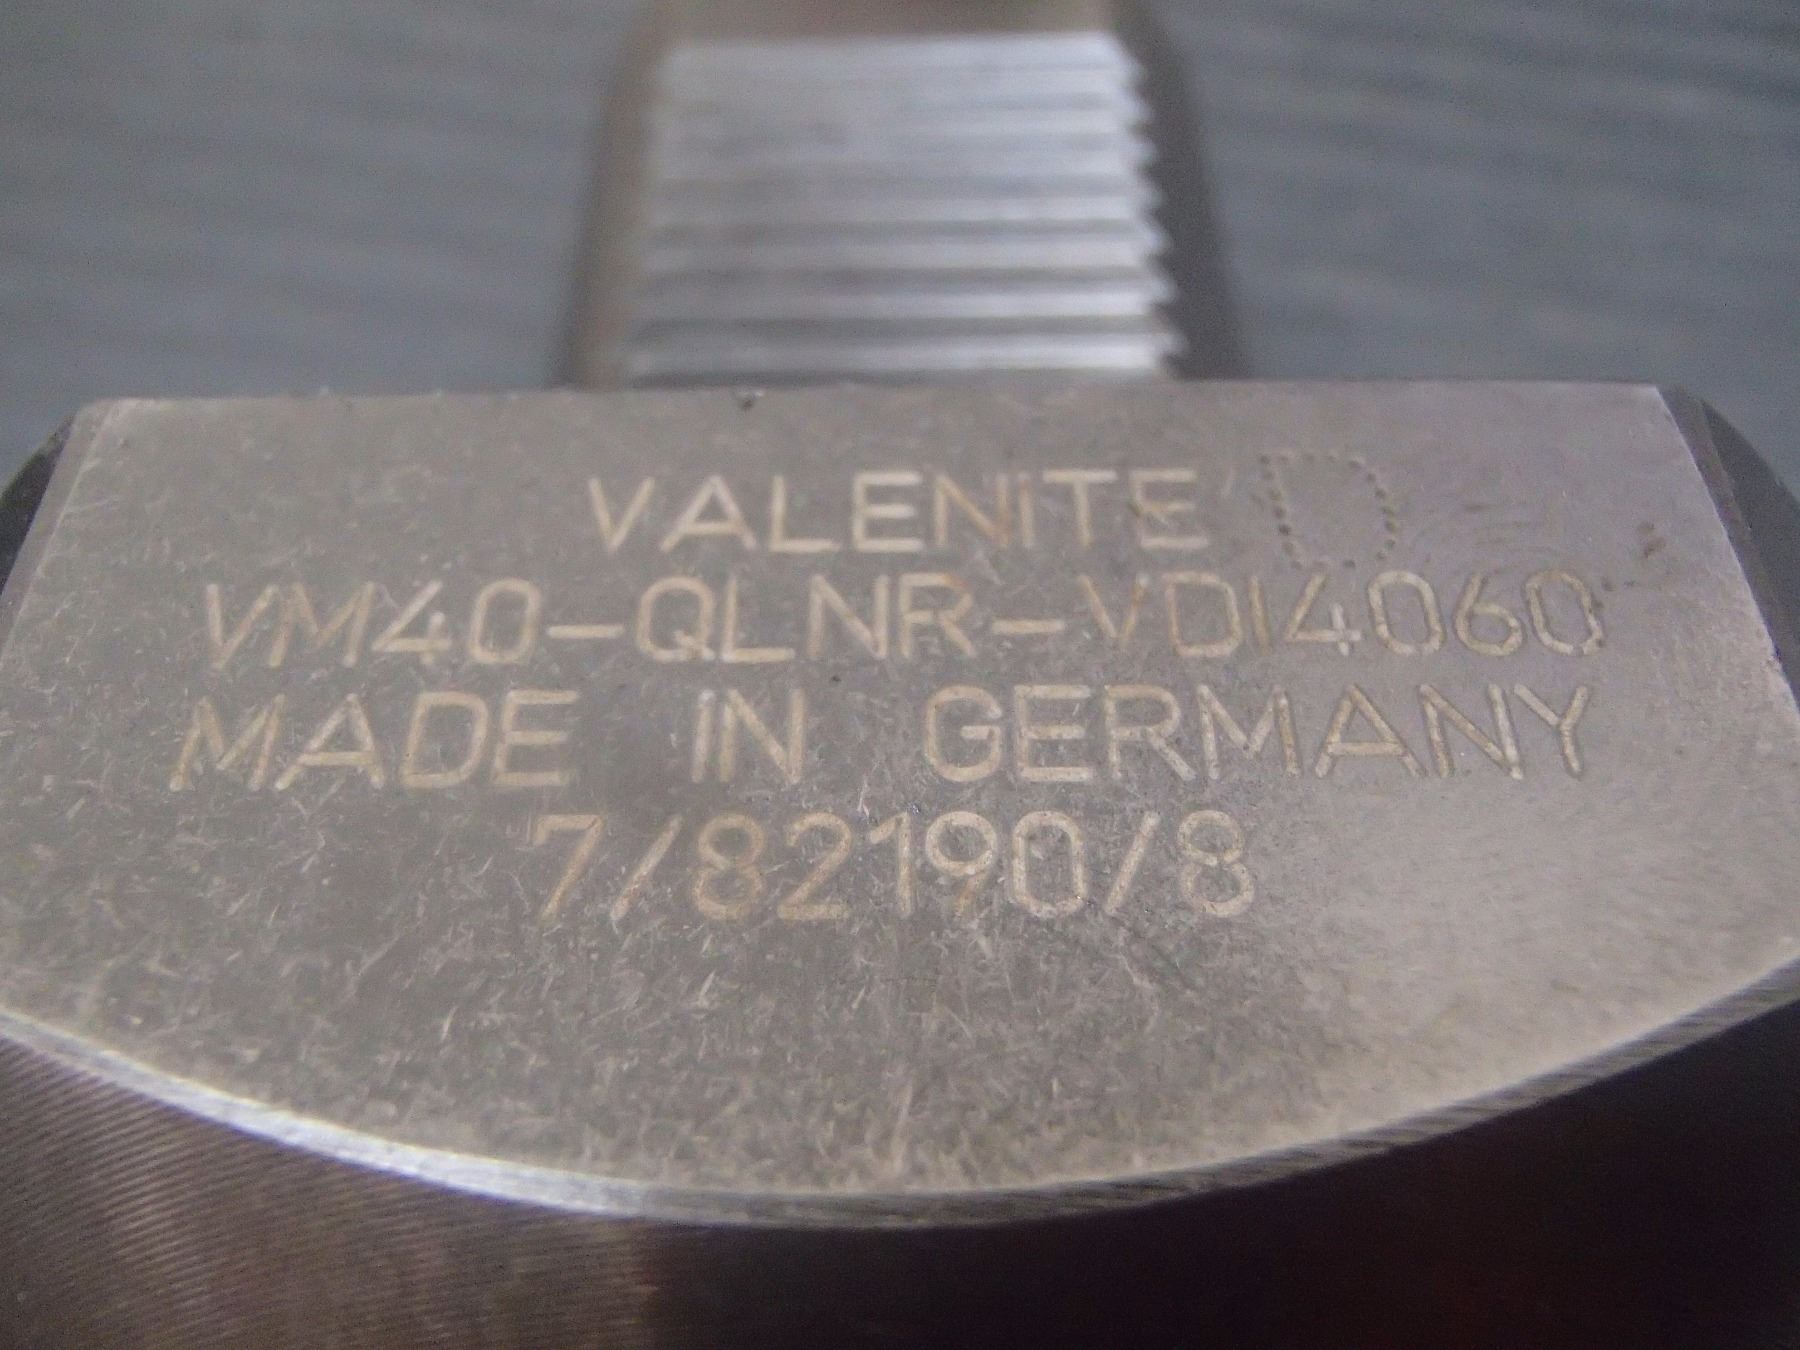 VALENITE D
VM40-QLNR-VDI4060
MADE IN GERMANY
7/82190/8